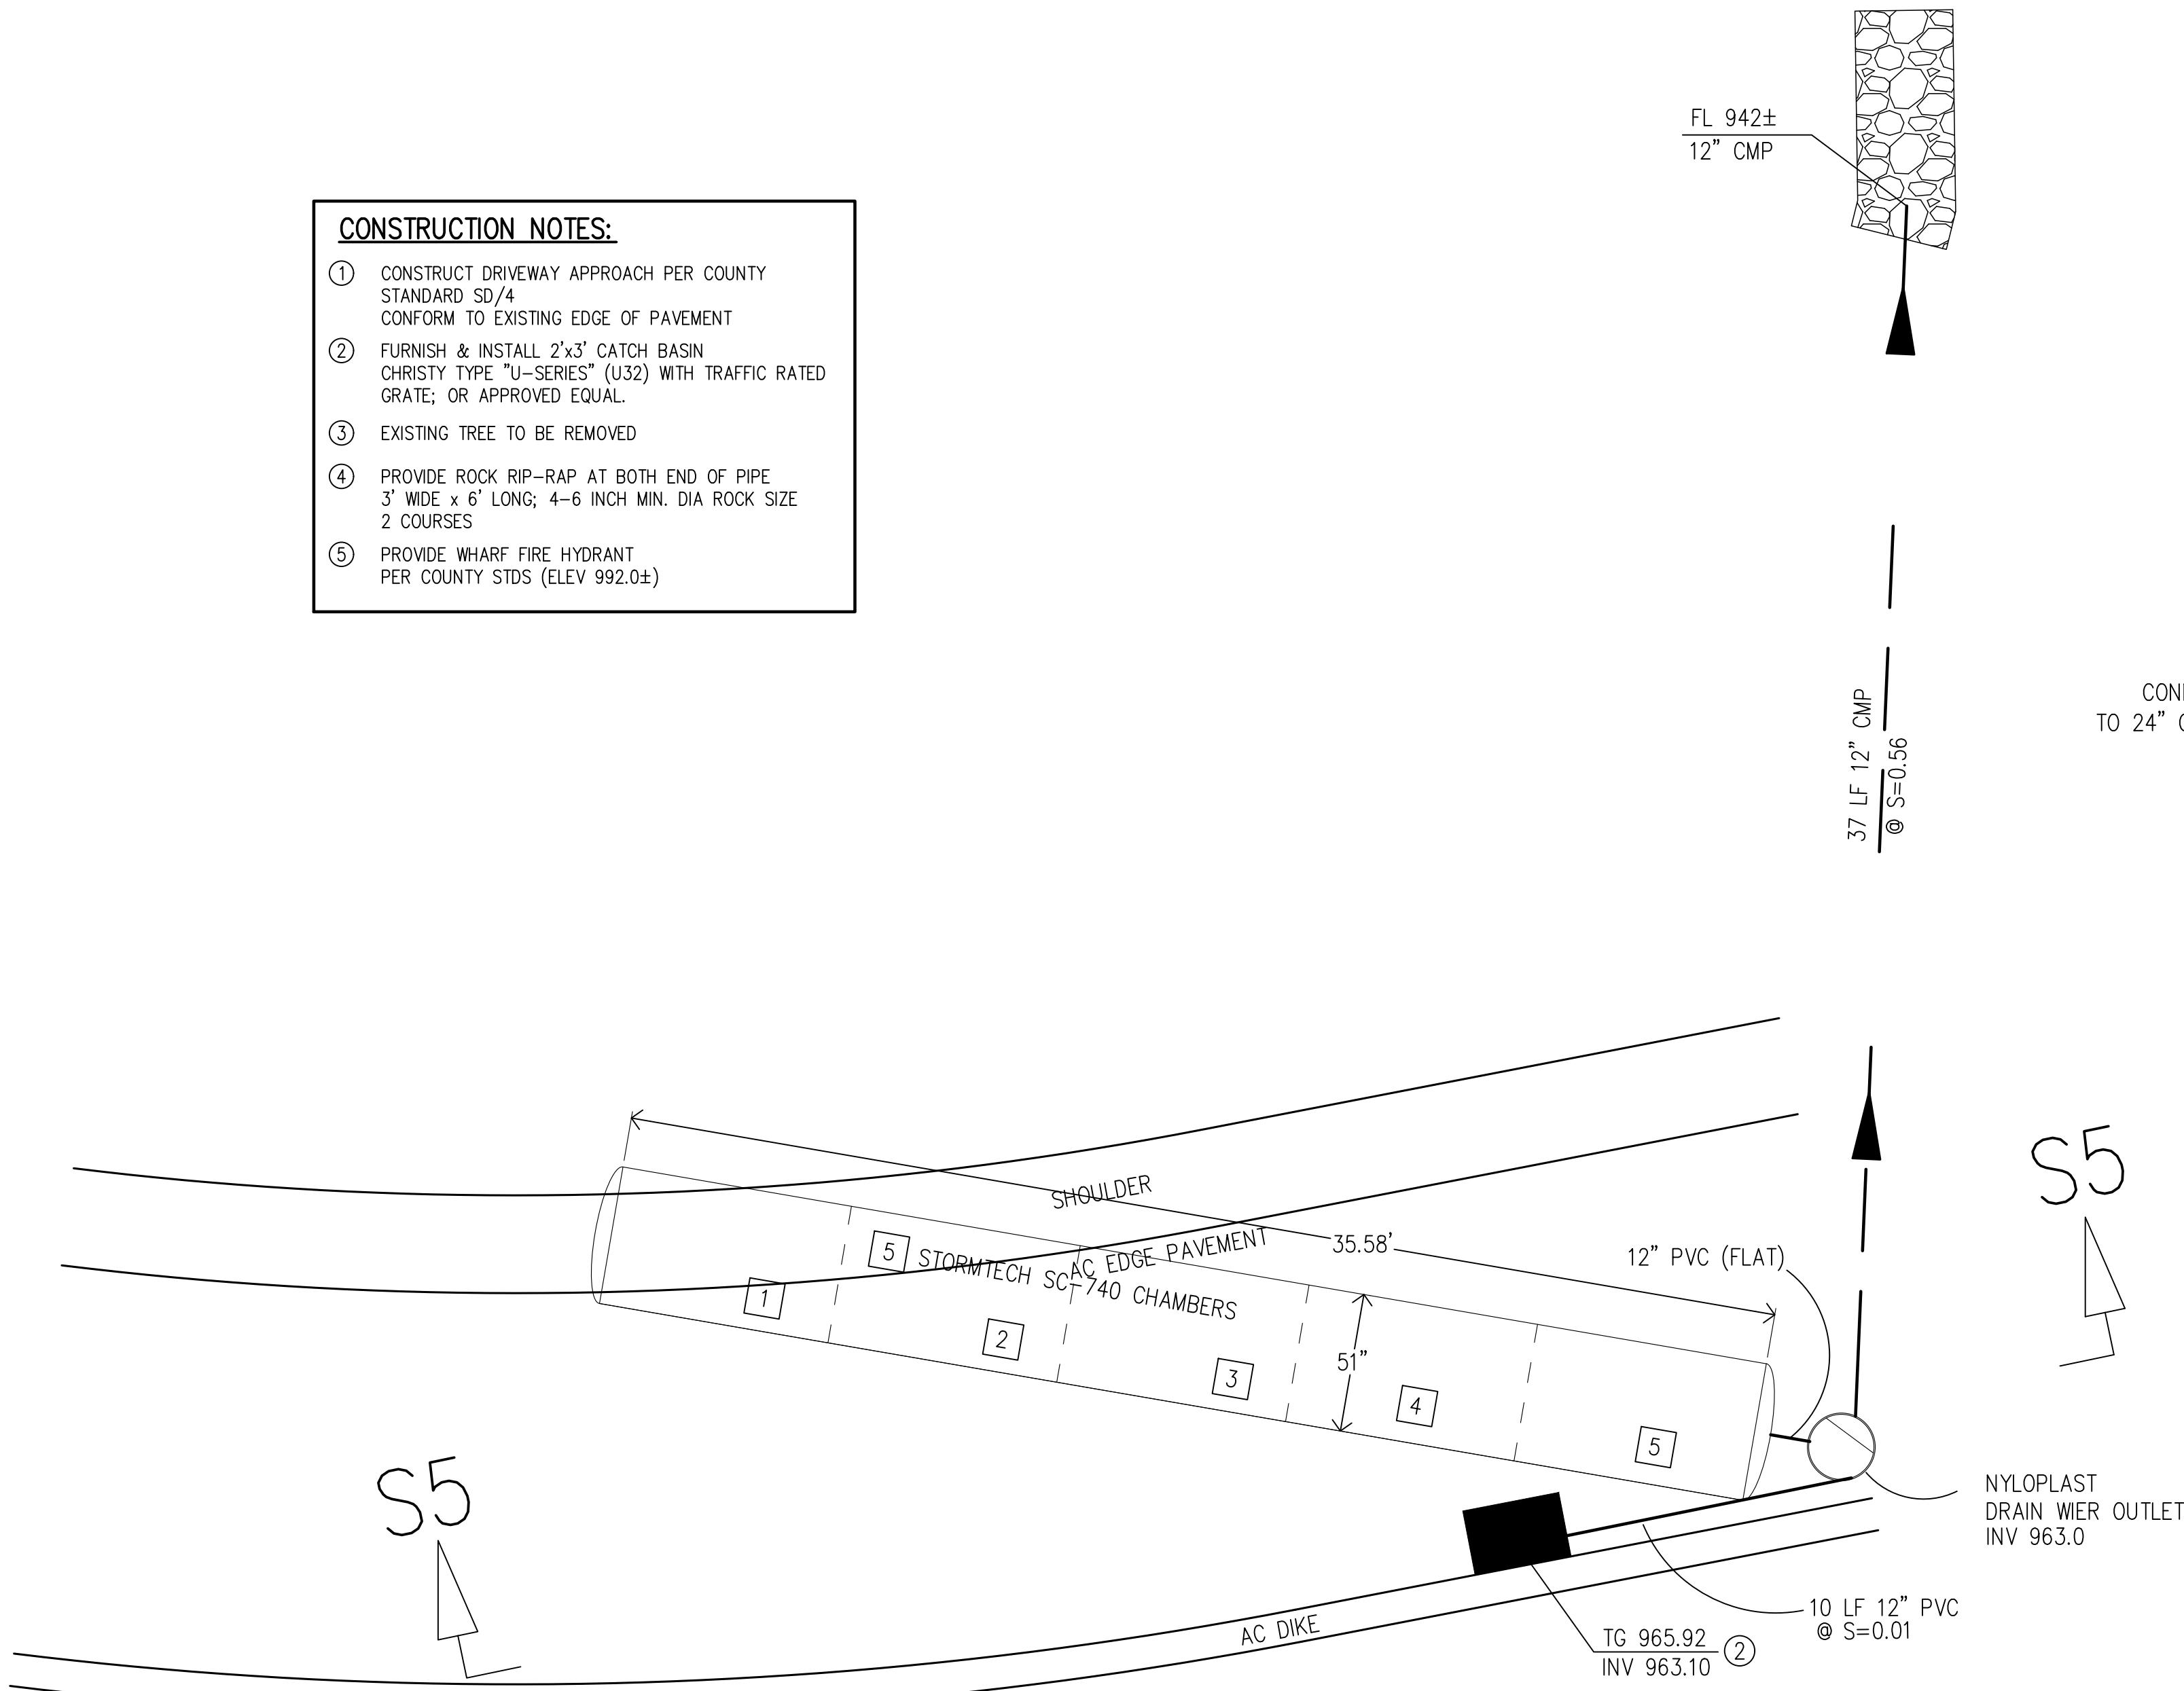 FL 942±
12" CMP
CONSTRUCTION NOTES:
1 CONSTRUCT DRIVEWAY APPROACH PER COUNTY
STANDARD SD/4
CONFORM TO EXISTING EDGE OF PAVEMENT
2 FURNISH & INSTALL 2'x3' CATCH BASIN
CHRISTY TYPE "U-SERIES" (U32) WITH TRAFFIC RATED
GRATE; OR APPROVED EQUAL.
3 EXISTING TREE TO BE REMOVED
4 PROVIDE ROCK RIP-RAP AT BOTH END OF PIPE
3' WIDE x 6' LONG; 4-6 INCH MIN. DIA ROCK SIZE
2 COURSES
5 PROVIDE WHARF FIRE HYDRANT
PER COUNTY STDS (ELEV 992.0±)
TO 24"
37 LF 12" CMP
@ S=0.56
SHOULDER
AC EDGE PAVEMENT
35.58'
12" PVC (FLAT)
S5
5 STORMTECH SC-740 CHAMBERS
1
2
3
4
5
51"
S5
NYLOPLAST
DRAIN WIER OUTLET
INV 963.0
10 LF 12" PVC
@ S=0.01
AC DIKE
TG 965.92
INV 963.10
2